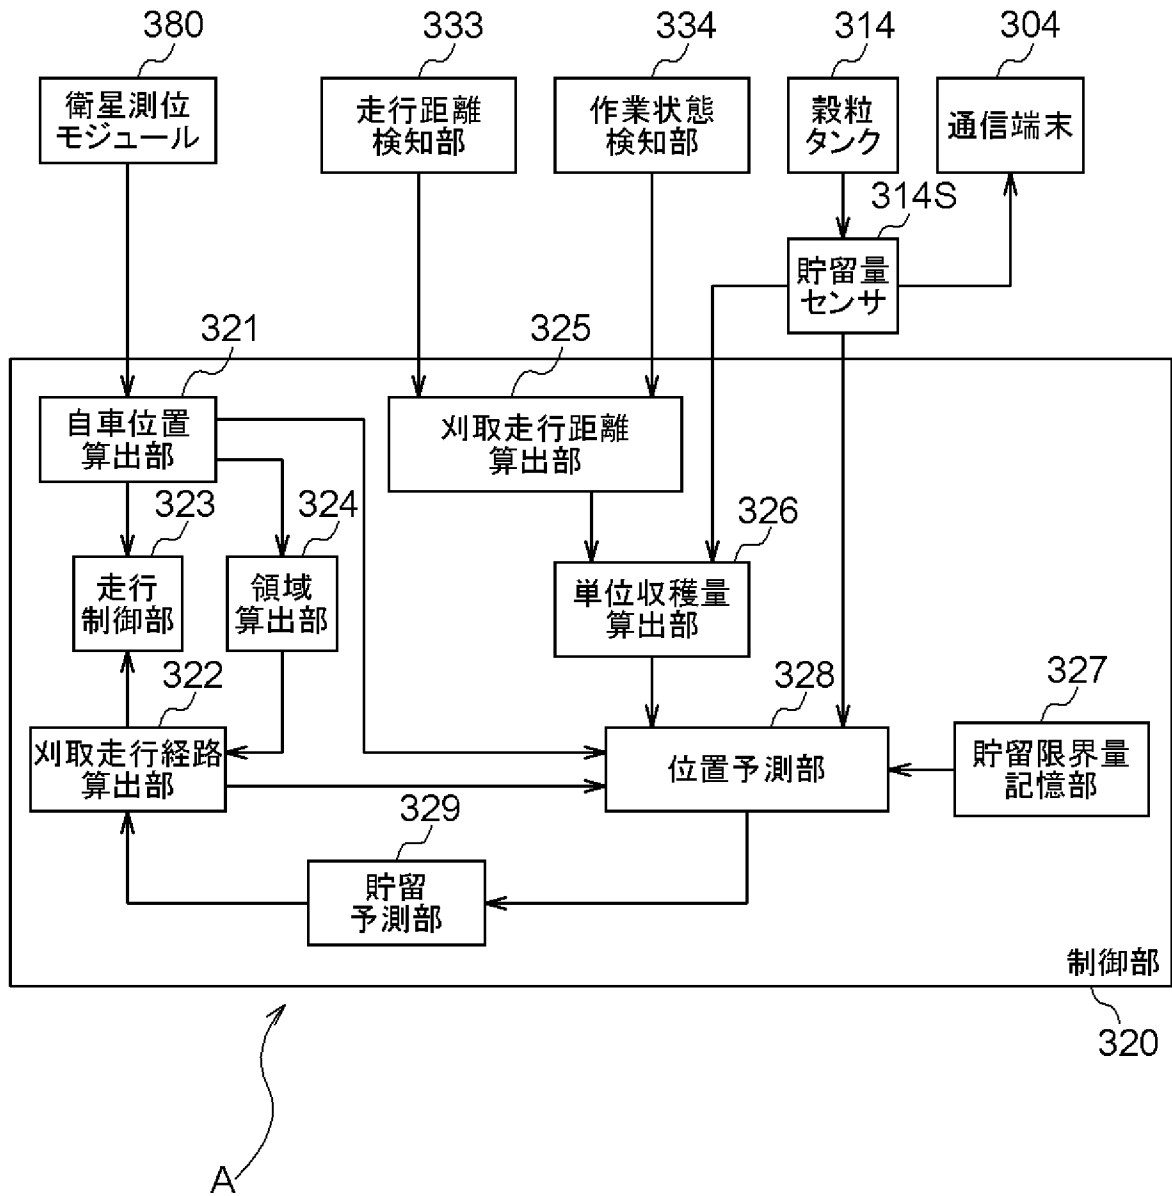 380
333
334
314
304
衛星測位
モジュール
走行距離
検知部
作業状態
検知部
穀粒
タンク
通信端末
314S
貯留量
センサ
321
325
自車位置
算出部
刈取走行距離
算出部
323
324
326
走行
制御部
領域
算出部
単位収穫量
算出部
322
328
327
刈取走行経路
算出部
位置予測部
貯留限界量
記憶部
329
貯留
予測部
制御部
320
A